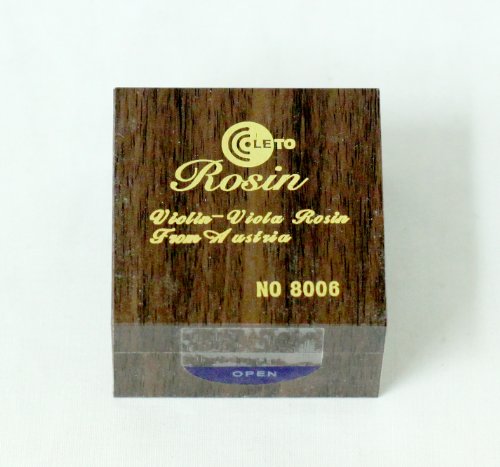 LETO
Rosin
Violin-Viola Rosin
From Austria
NO 8006
OPEN